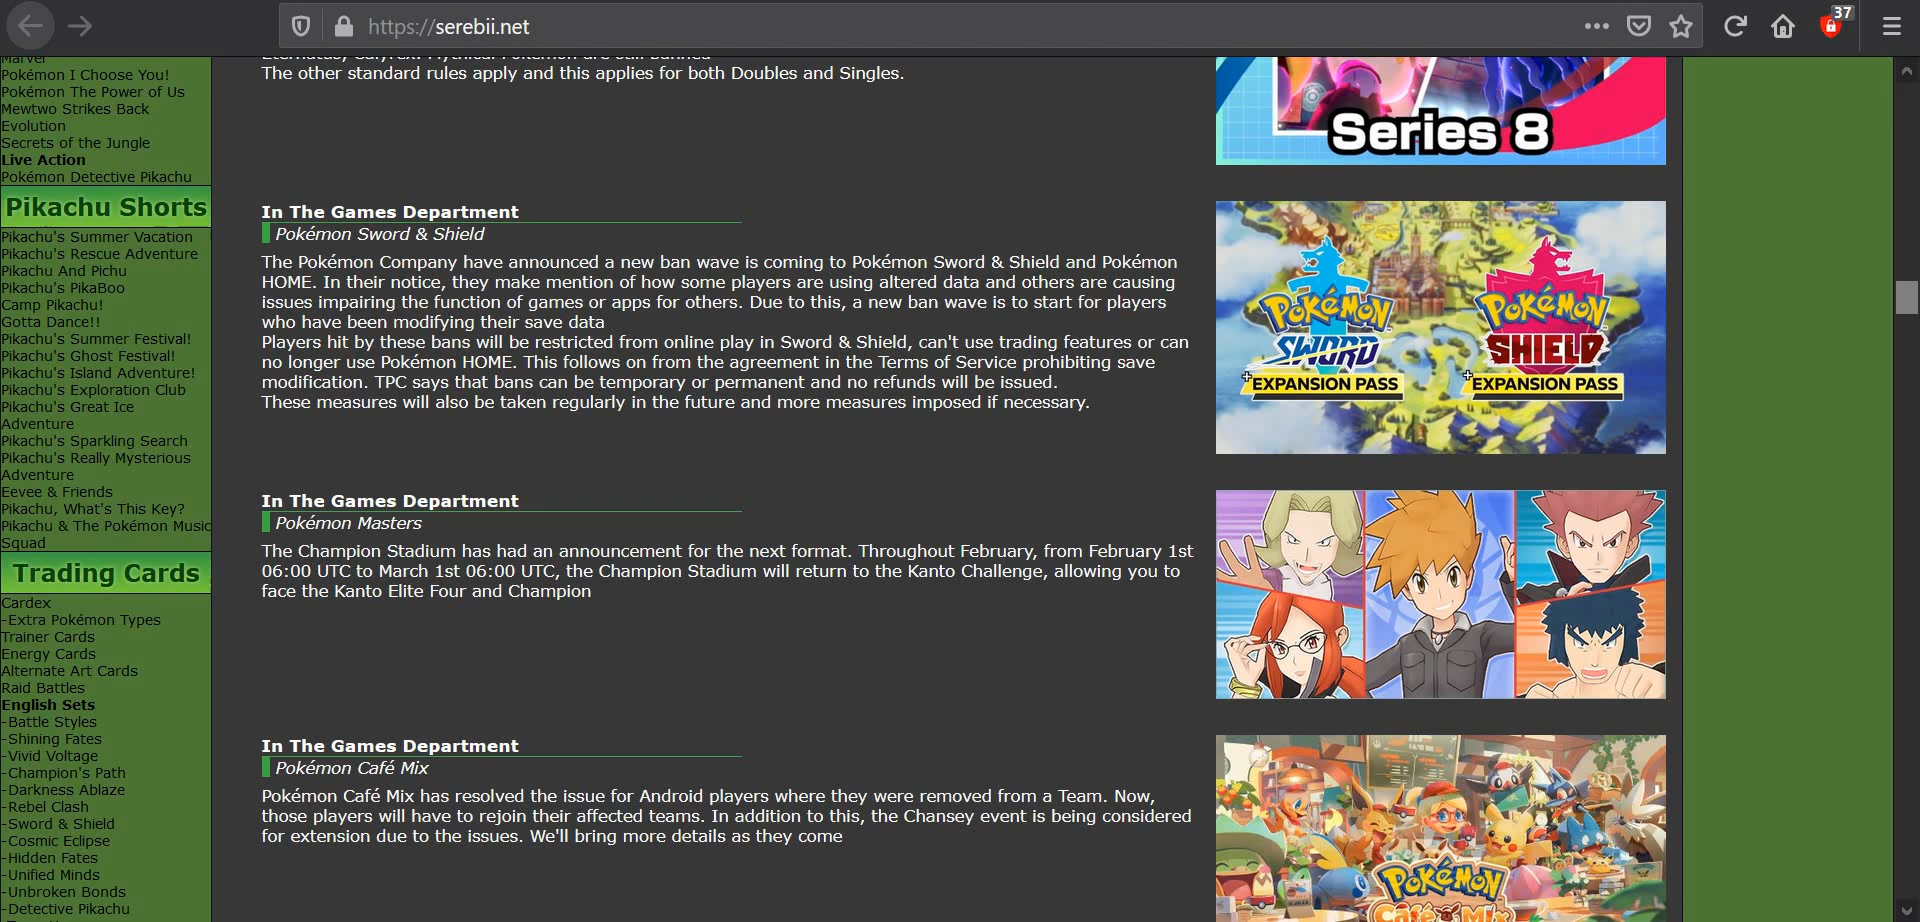 https://serebii.net
37
Marvel
Pokémon I Choose You!
Pokémon The Power of Us
Mewtwo Strikes Back
Evolution
Secrets of the Jungle
Live Action
Pokémon Detective Pikachu
Pikachu Shorts
Pikachu's Summer Vacation
Pikachu's Rescue Adventure
Pikachu And Pichu
Pikachu's PikaBoo
Camp Pikachu!
Gotta Dance!!
Pikachu's Summer Festival!
Pikachu's Ghost Festival!
Pikachu's Island Adventure!
Pikachu's Exploration Club
Pikachu's Great Ice
Adventure
Pikachu's Sparkling Search
Pikachu's Really Mysterious
Adventure
Eevee & Friends
Pikachu, What's This Key?
Pikachu & The Pokémon Music
Squad
Trading Cards
Cardex
-Extra Pokémon Types
Trainer Cards
Energy Cards
Alternate Art Cards
Raid Battles
English Sets
-Battle Styles
-Shining Fates
-Vivid Voltage
-Champion's Path
-Darkness Ablaze
-Rebel Clash
-Sword & Shield
-Cosmic Eclipse
-Hidden Fates
-Unified Minds
-Unbroken Bonds
-Detective Pikachu
Eternatus, Calyrex. Mythical Pokémon are still banned
The other standard rules apply and this applies for both Doubles and Singles.
Series 8
In The Games Department
Pokémon Sword & Shield
The Pokémon Company have announced a new ban wave is coming to Pokémon Sword & Shield and Pokémon
HOME. In their notice, they make mention of how some players are using altered data and others are causing
issues impairing the function of games or apps for others. Due to this, a new ban wave is to start for players
who have been modifying their save data
Players hit by these bans will be restricted from online play in Sword & Shield, can't use trading features or can
no longer use Pokémon HOME. This follows on from the agreement in the Terms of Service prohibiting save
modification. TPC says that bans can be temporary or permanent and no refunds will be issued.
These measures will also be taken regularly in the future and more measures imposed if necessary.
POKéMON
SWORD
+EXPANSION PASS
POKéMON
SHIELD
+EXPANSION PASS
In The Games Department
Pokémon Masters
The Champion Stadium has had an announcement for the next format. Throughout February, from February 1st
06:00 UTC to March 1st 06:00 UTC, the Champion Stadium will return to the Kanto Challenge, allowing you to
face the Kanto Elite Four and Champion
In The Games Department
Pokémon Café Mix
Pokémon Café Mix has resolved the issue for Android players where they were removed from a Team. Now,
those players will have to rejoin their affected teams. In addition to this, the Chansey event is being considered
for extension due to the issues. We'll bring more details as they come
POKéMON
Café Mix